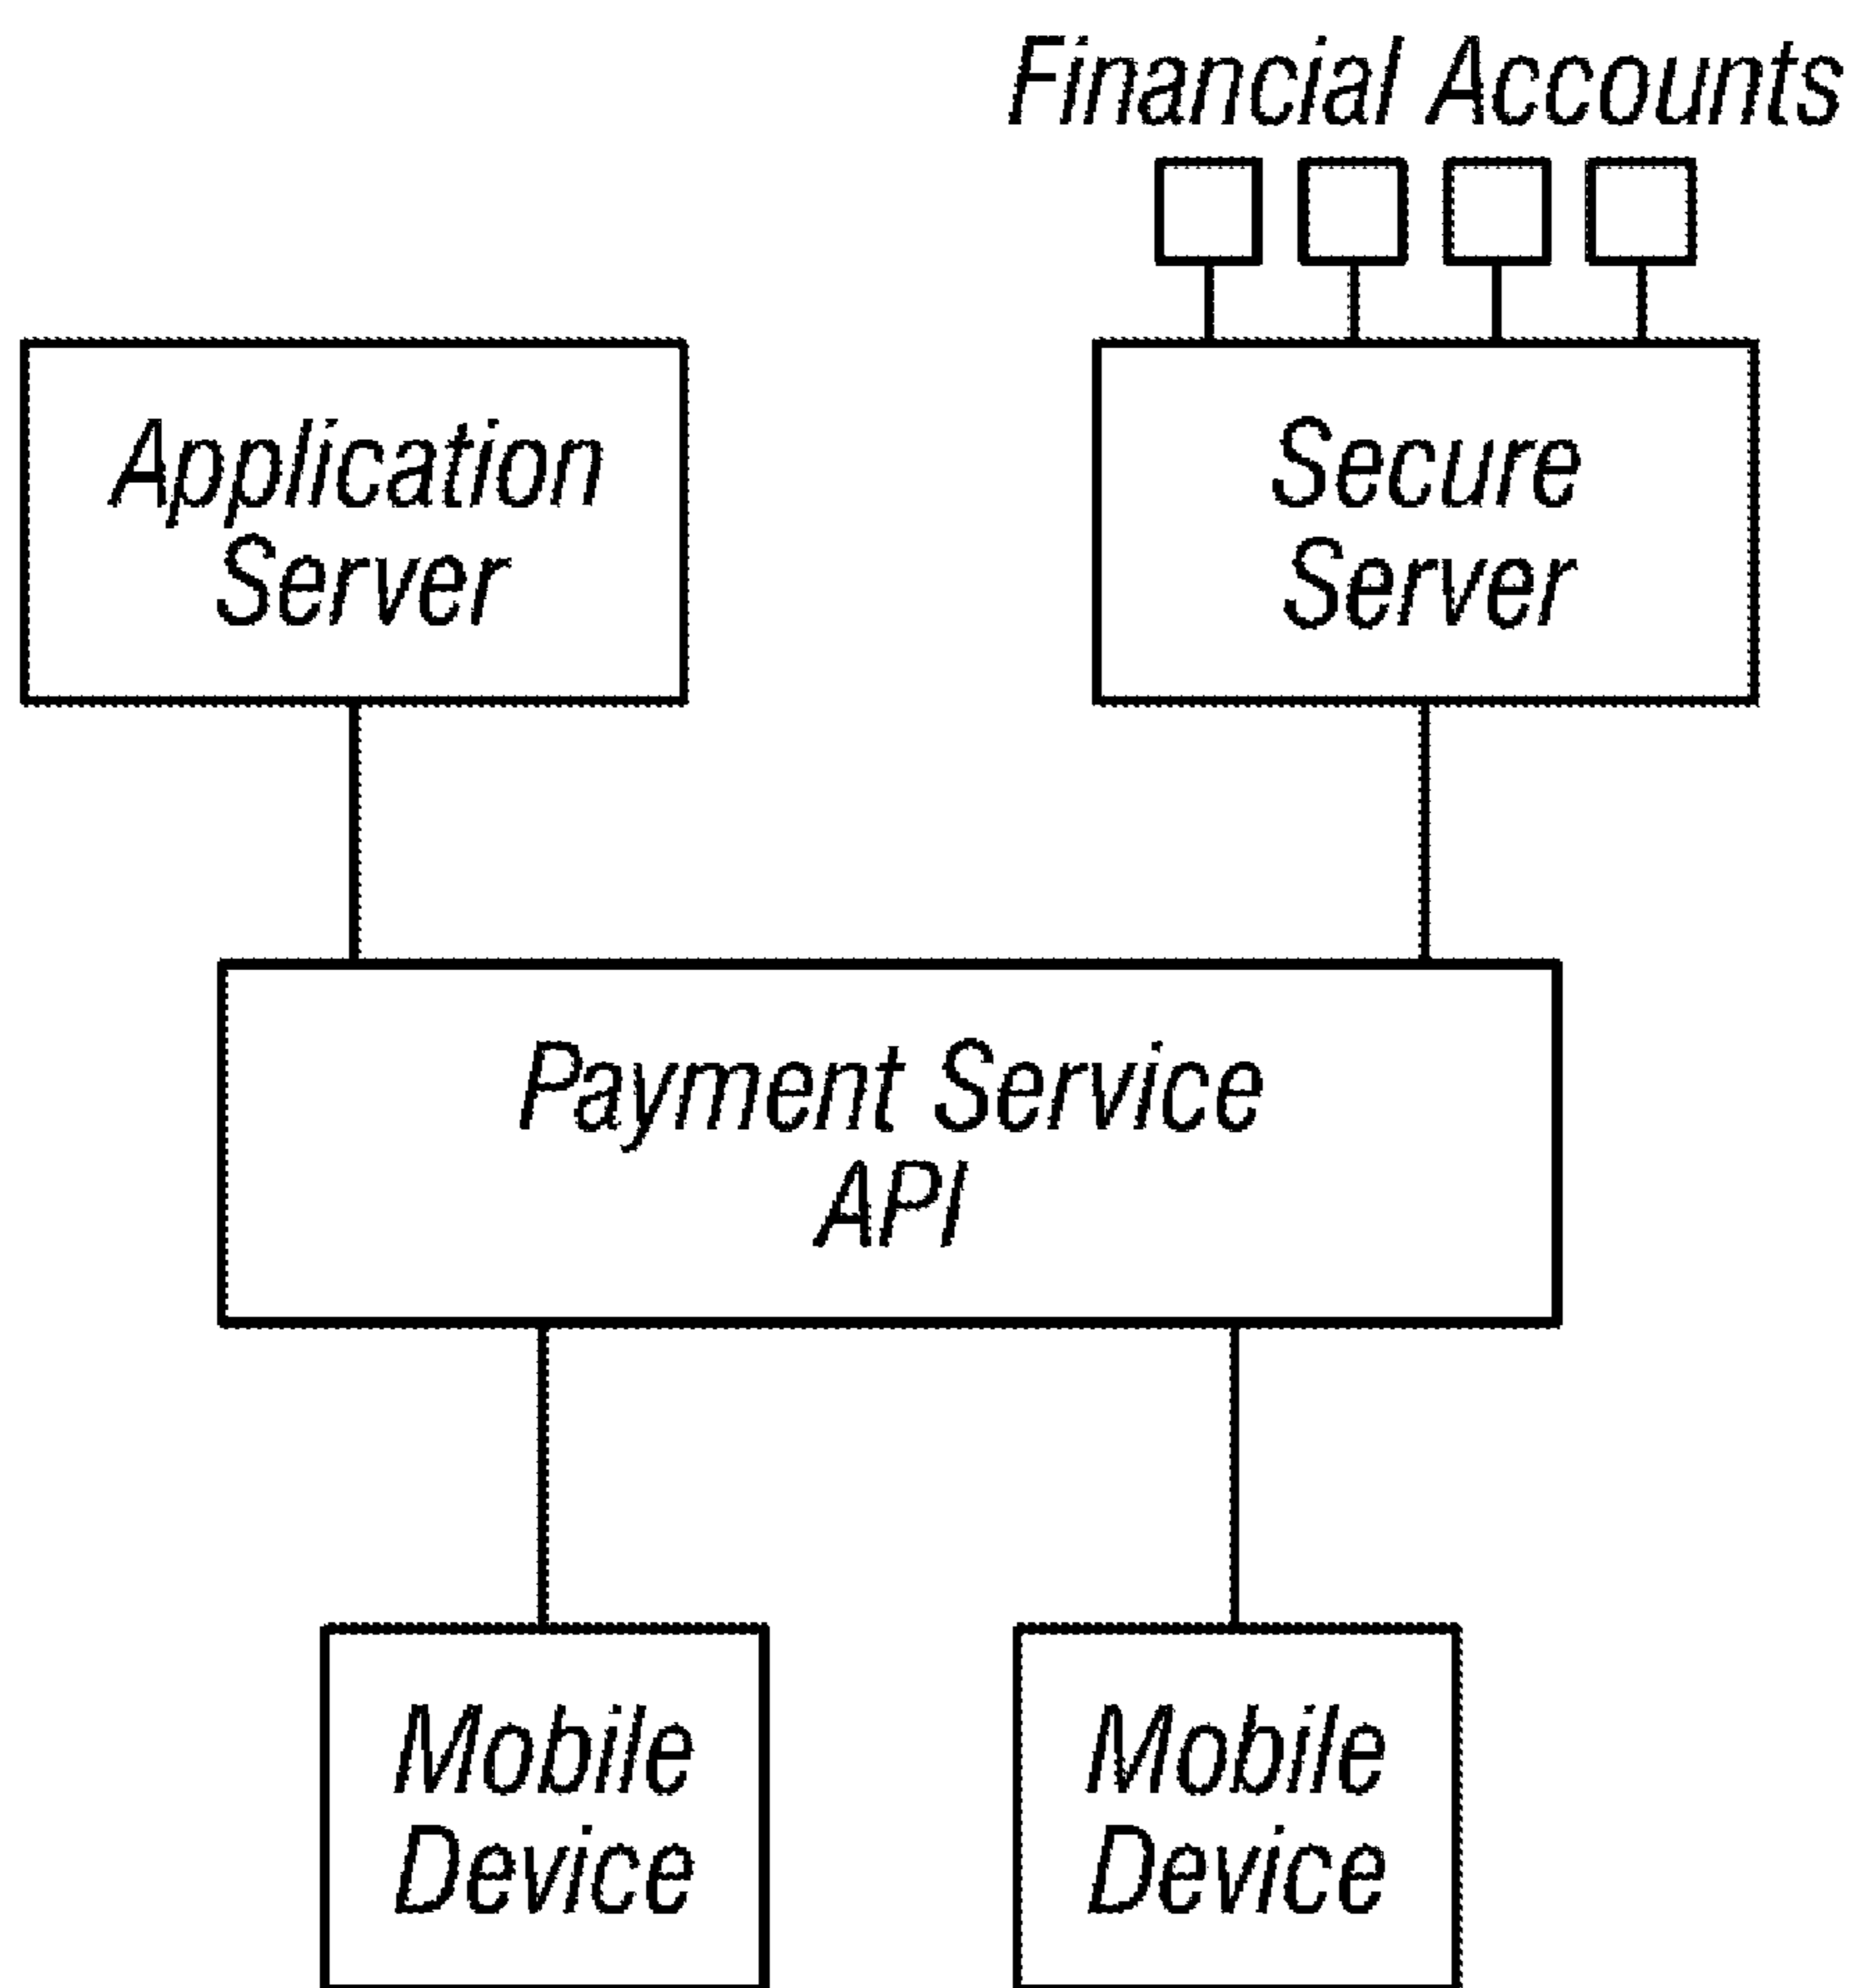 Financial Accounts
Application
Server
Secure
Server
Payment Service
API
Mobile
Device
Mobile
Device